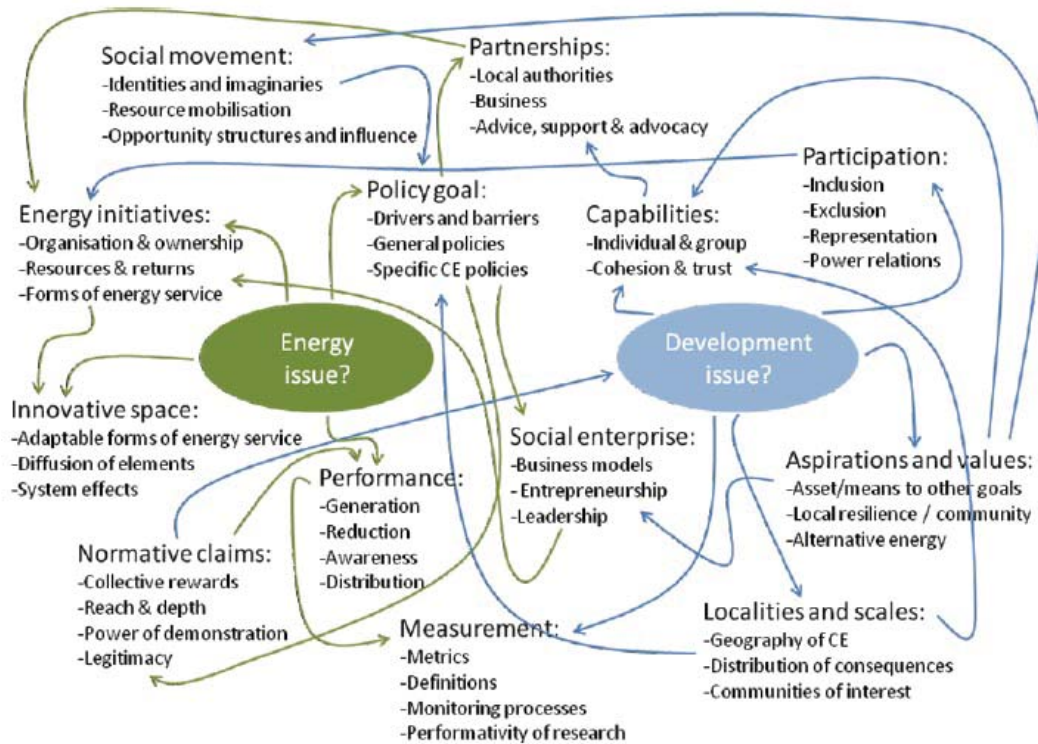 Social movement:
-Identities and imaginaries
-Resource mobilisation
-Opportunity structures and influence
Partnerships:
-Local authorities
-Business
-Advice, support & advocacy
Participation:
-Inclusion
-Exclusion
-Representation
-Power relations
Energy initiatives:
-Organisation & ownership
-Resources & returns
-Forms of energy service
Policy goal:
-Drivers and barriers
-General policies
-Specific CE policies
Capabilities:
-Individual & group
-Cohesion & trust
Energy
issue?
Development
issue?
Innovative space:
-Adaptable forms of energy service
-Diffusion of elements
-System effects
Performance:
-Generation
-Reduction
-Awareness
-Distribution
Social enterprise:
-Business models
- Entrepreneurship
-Leadership
Aspirations and values:
-Asset/means to other goals
-Local resilience / community
-Alternative energy
Normative claims:
-Collective rewards
-Reach & depth
-Power of demonstration
-Legitimacy
Measurement:
-Metrics
-Definitions
-Monitoring processes
-Performativity of research
Localities and scales:
-Geography of CE
-Distribution of consequences
-Communities of interest